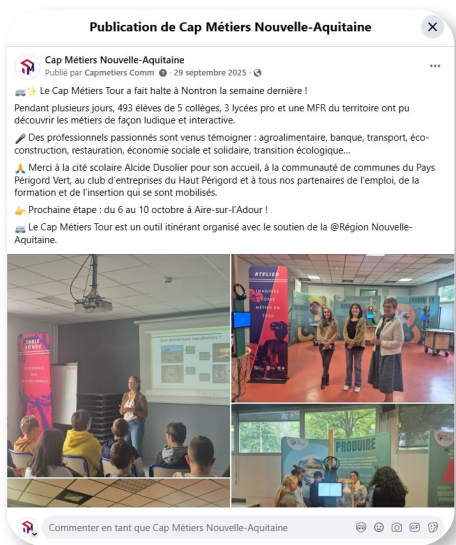 Publication de Cap Métiers Nouvelle-Aquitaine
Cap Métiers Nouvelle-Aquitaine
Publié par Capmetiers Comm · 29 septembre 2025 ·
🚐✨ Le Cap Métiers Tour a fait halte à Nontron la semaine dernière !
Pendant plusieurs jours, 493 élèves de 5 collèges, 3 lycées pro et une MFR du territoire ont pu
découvrir les métiers de façon ludique et interactive.
🎤 Des professionnels passionnés sont venus témoigner : agroalimentaire, banque, transport, éco-
construction, restauration, économie sociale et solidaire, transition écologique...
🙏 Merci à la cité scolaire Alcide Dusolier pour son accueil, à la communauté de communes du Pays
Périgord Vert, au club d'entreprises du Haut Périgord et à tous nos partenaires de l'emploi, de la
formation et de l'insertion qui se sont mobilisés.
👉 Prochaine étape : du 6 au 10 octobre à Aire-sur-l'Adour !
🚐 Le Cap Métiers Tour est un outil itinérant organisé avec le soutien de la @Région Nouvelle-
Aquitaine.
ATELIER
IMAGINEZ
VOTRE
MÉTIER EN
PRODUIRE
Commenter en tant que Cap Métiers Nouvelle-Aquitaine